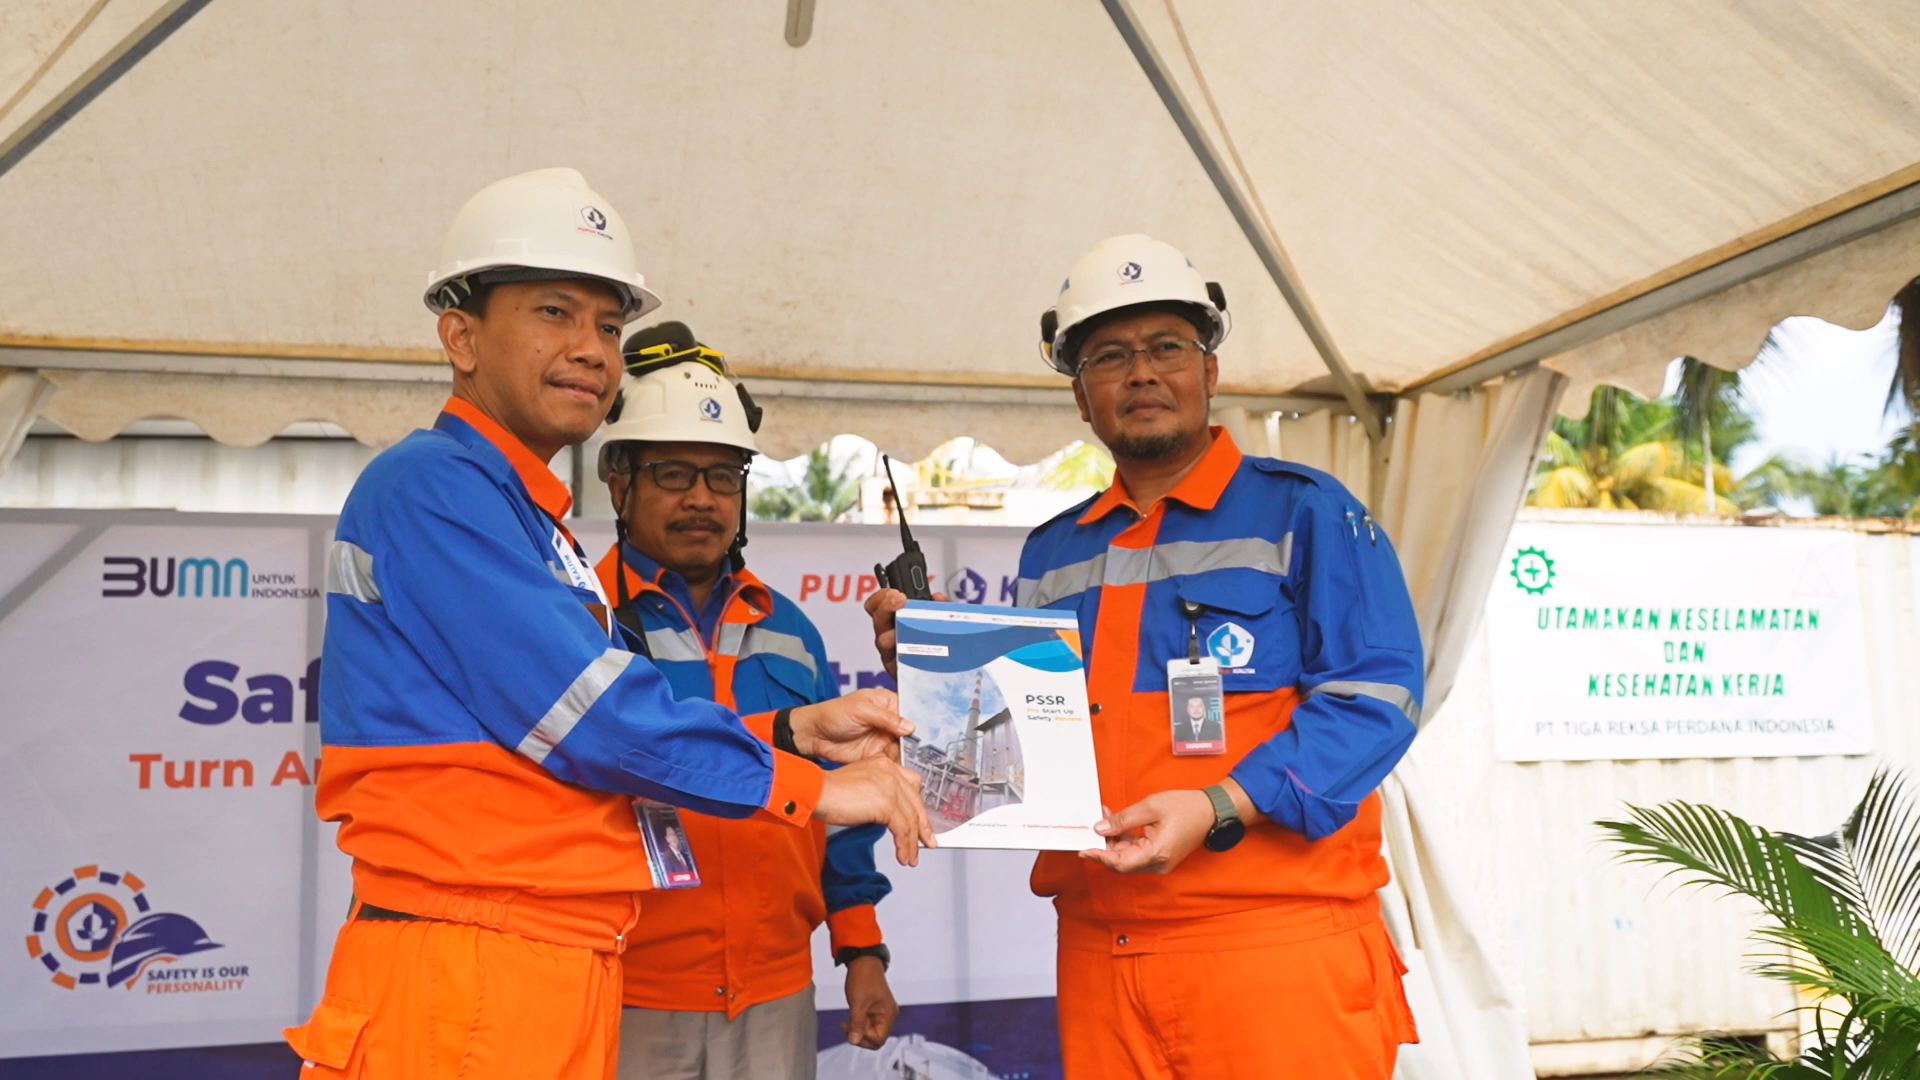 BUMN
UNTUK
INDONESIA
PUPUK
Saf
Turn A
SAFETY IS OUR
PERSONALITY
PSSR
Pre Start Up
Safety Review
UTAMAKAN KESELAMATAN
DAN
KESEHATAN KERJA
PT. TIGA REKSA PERDANA INDONESIA